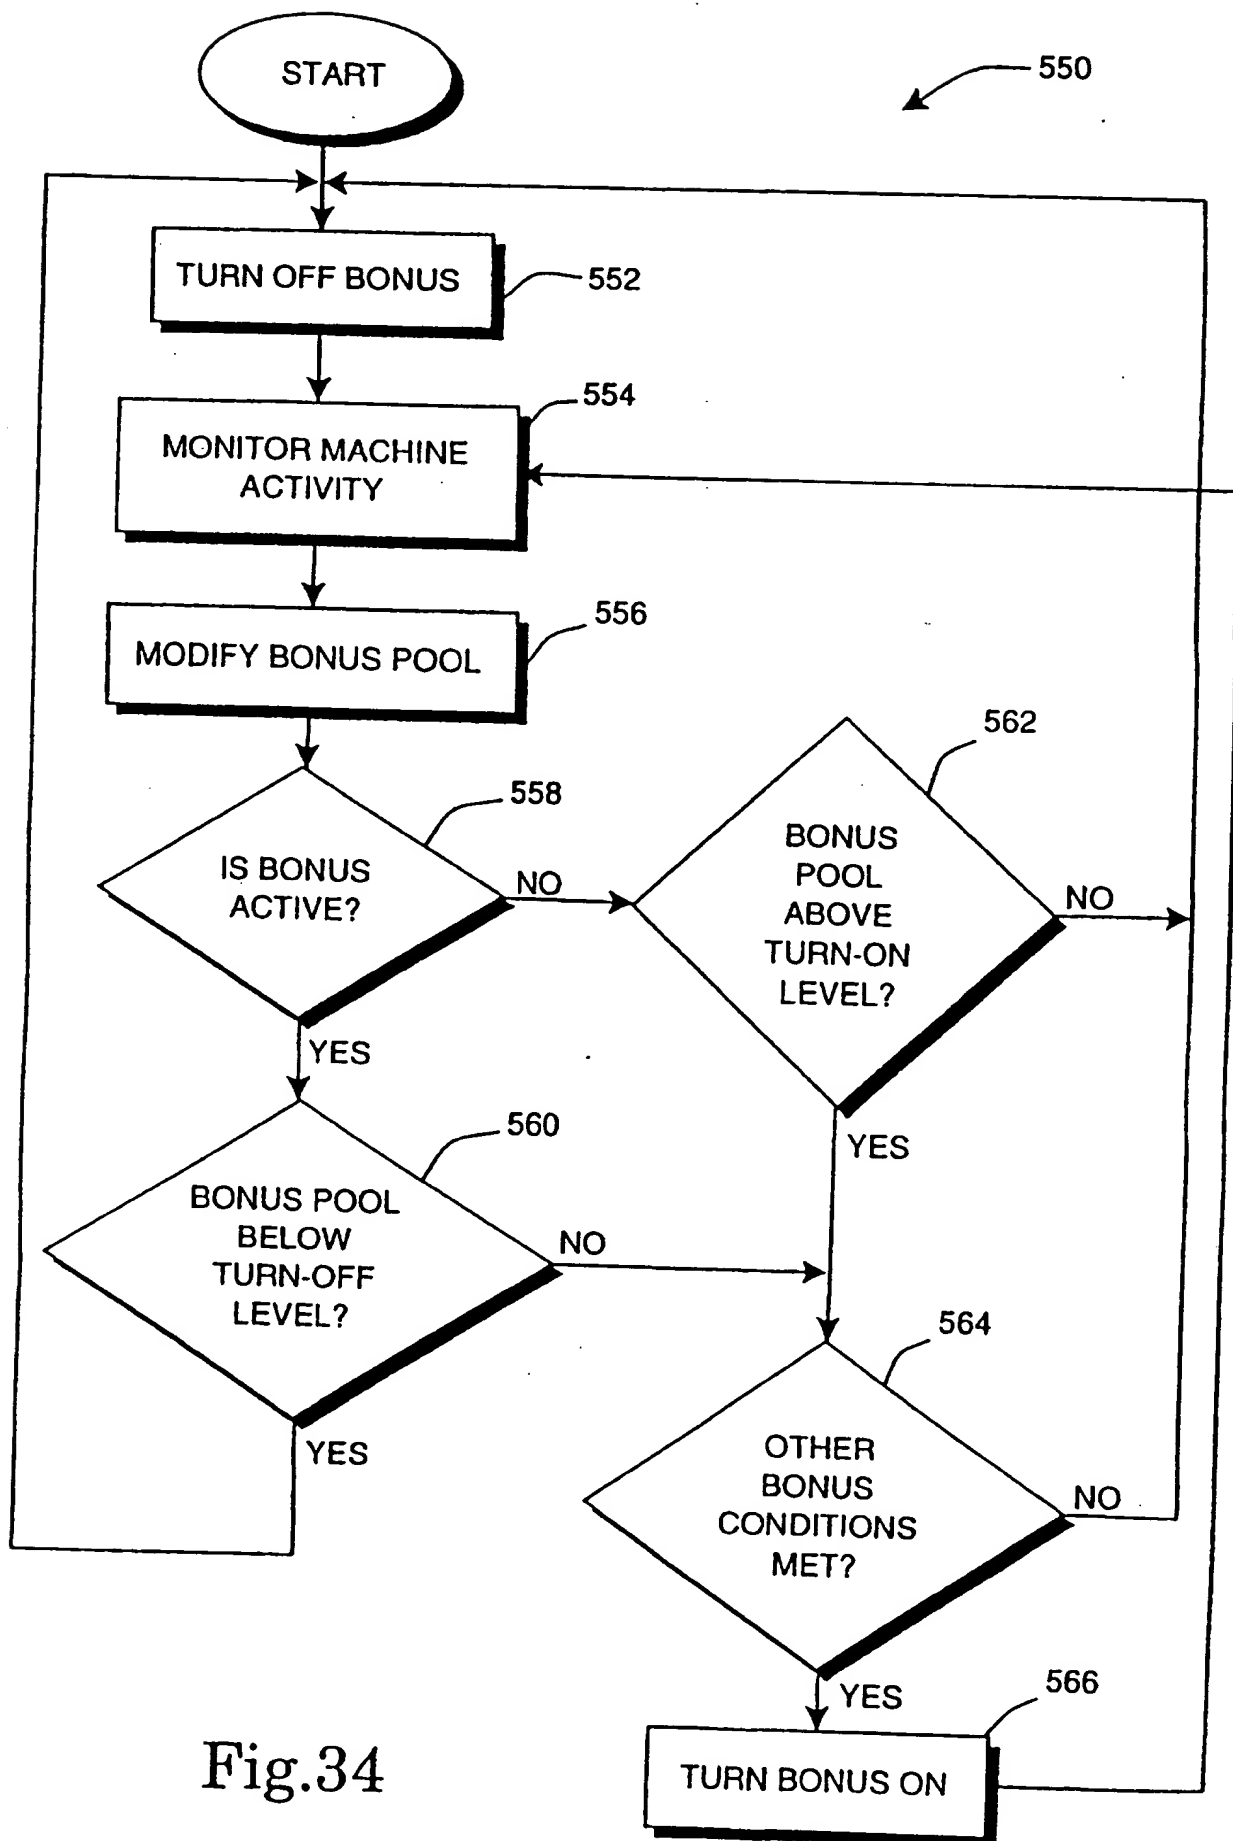 START
550
TURN OFF BONUS
552
554
MONITOR MACHINE
ACTIVITY
556
MODIFY BONUS POOL
562
558
IS BONUS
ACTIVE?
NO
BONUS
POOL
ABOVE
TURN-ON
LEVEL?
NO
YES
560
YES
BONUS POOL
BELOW
TURN-OFF
LEVEL?
NO
564
YES
OTHER
BONUS
CONDITIONS
MET?
NO
YES
566
TURN BONUS ON
Fig.34